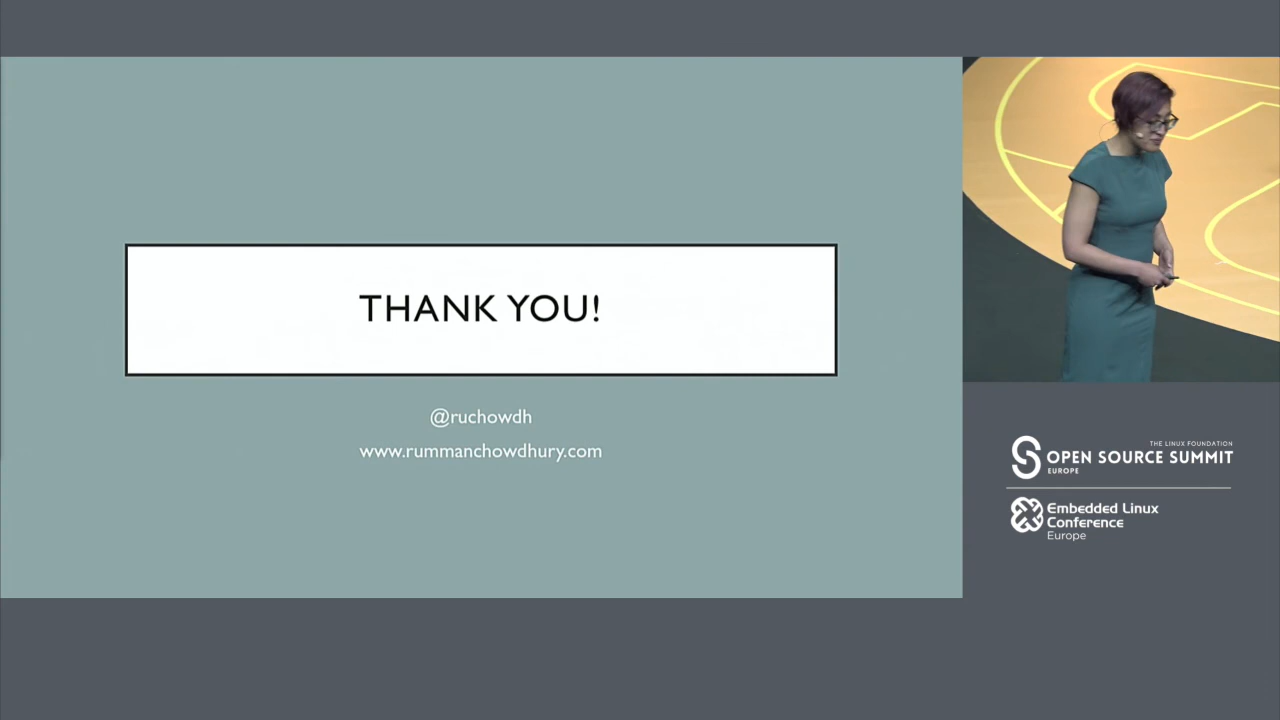 THANK YOU!
@ruchowdh
www.rummanchowdhury.com
THE LINUX FOUNDATION
OPEN SOURCE SUMMIT
EUROPE
Embedded Linux
Conference
Europe